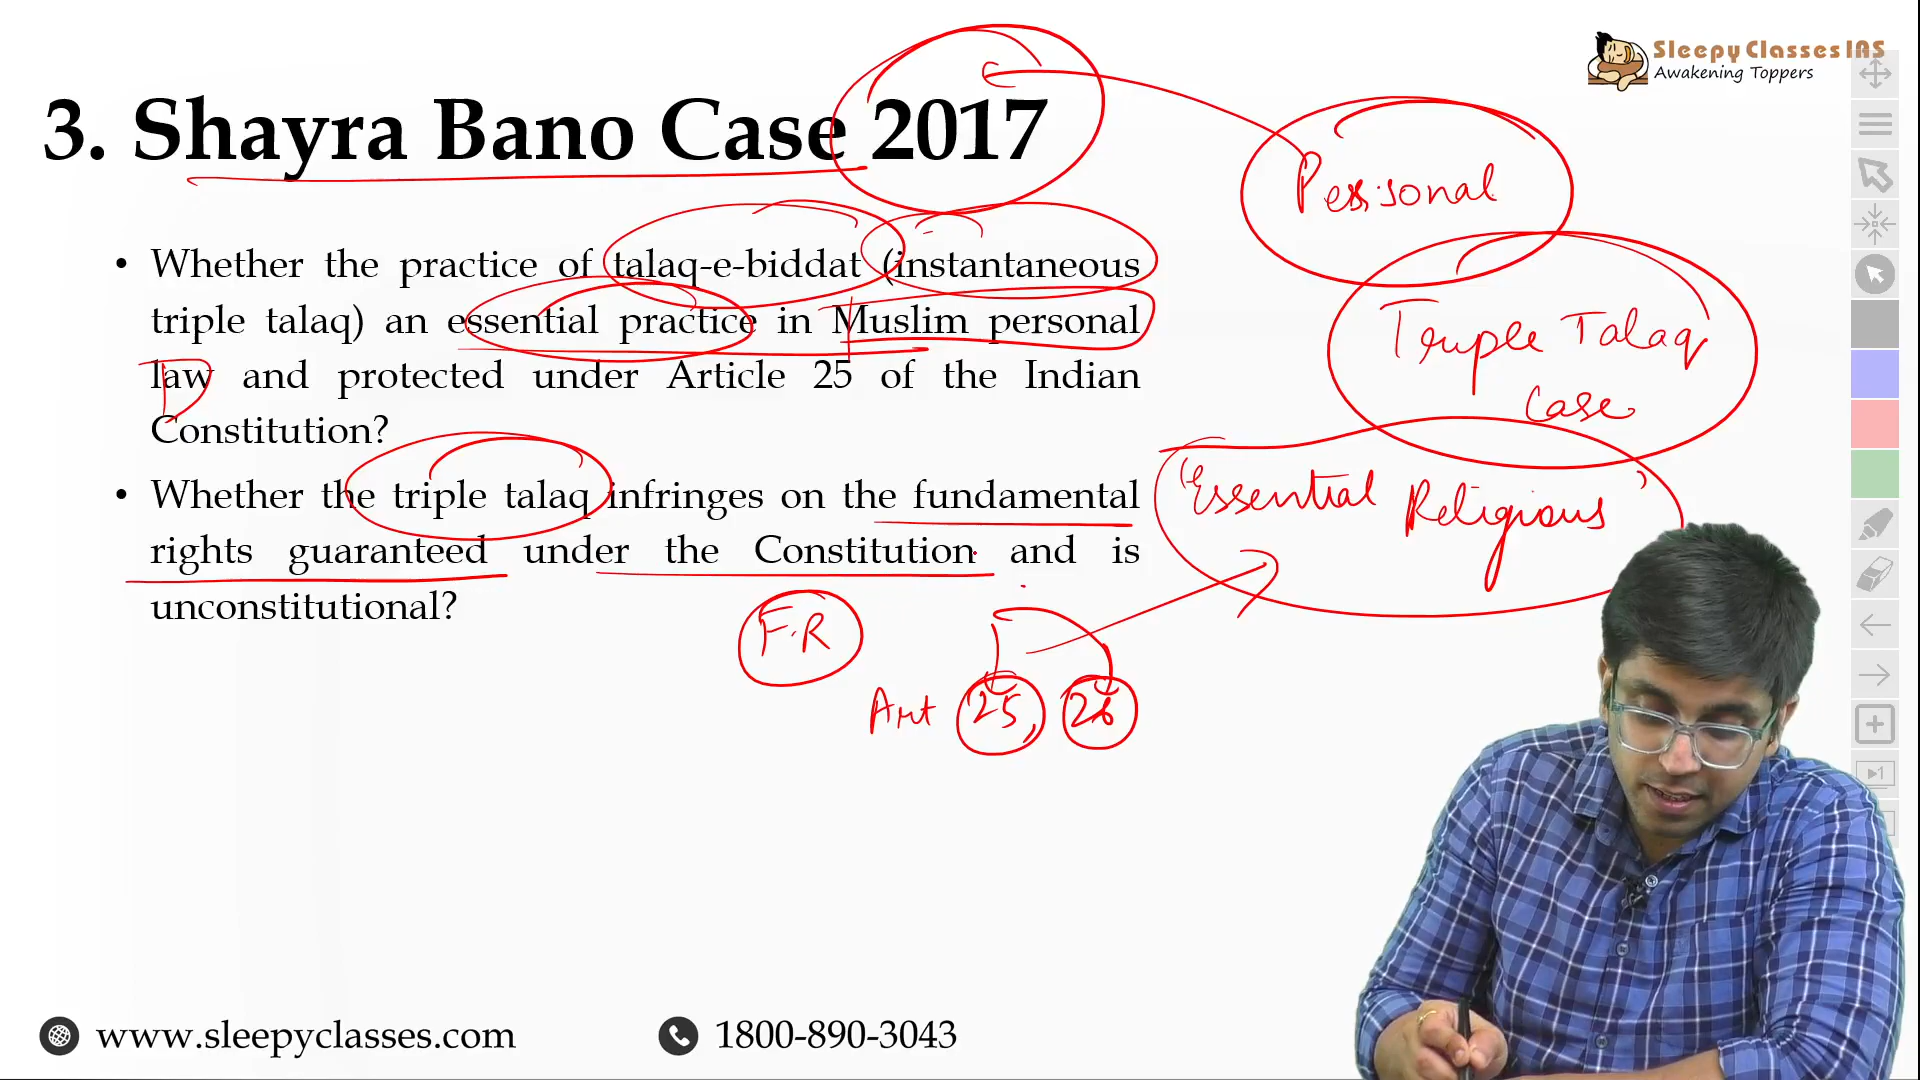 Sleepy Classes IAS
Awakening Toppers
3. Shayra Bano Case 2017
Personal
• Whether the practice of talaq-e-biddat (instantaneous
triple talaq) an essential practice in Muslim personal
law and protected under Article 25 of the Indian
Constitution?
Triple Talaq
Case
• Whether the triple talaq infringes on the fundamental
rights guaranteed under the Constitution and is
unconstitutional?
'Essential Religious'
F.R
Art 25, 26
www.sleepyclasses.com
1800-890-3043